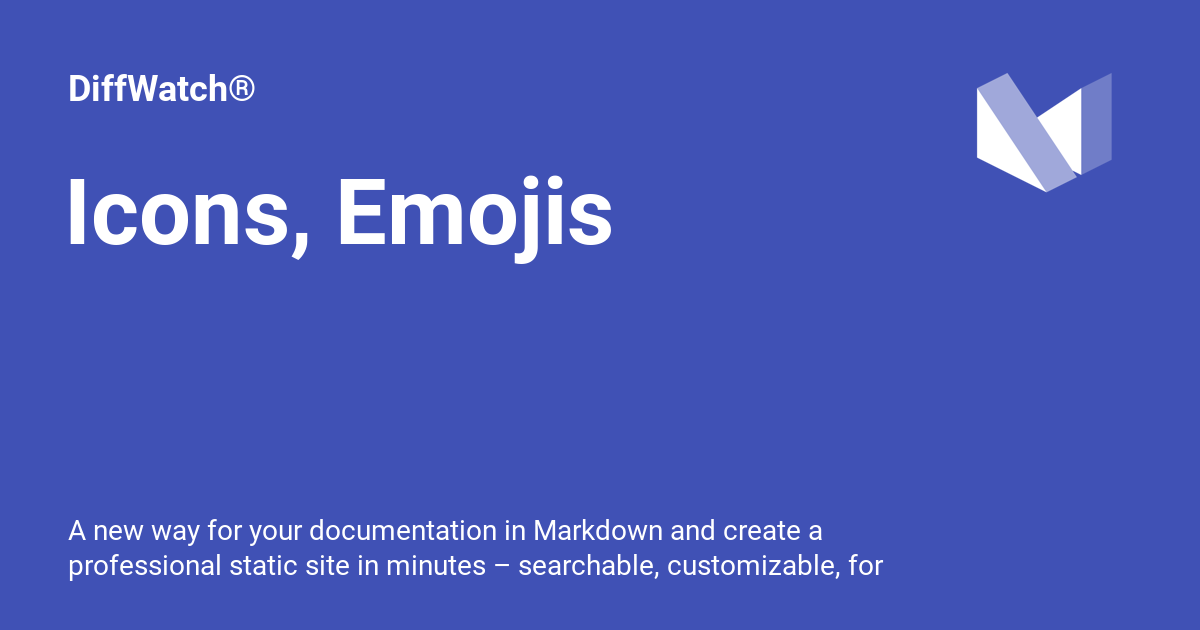 DiffWatch®
Icons, Emojis
A new way for your documentation in Markdown and create a
professional static site in minutes – searchable, customizable, for